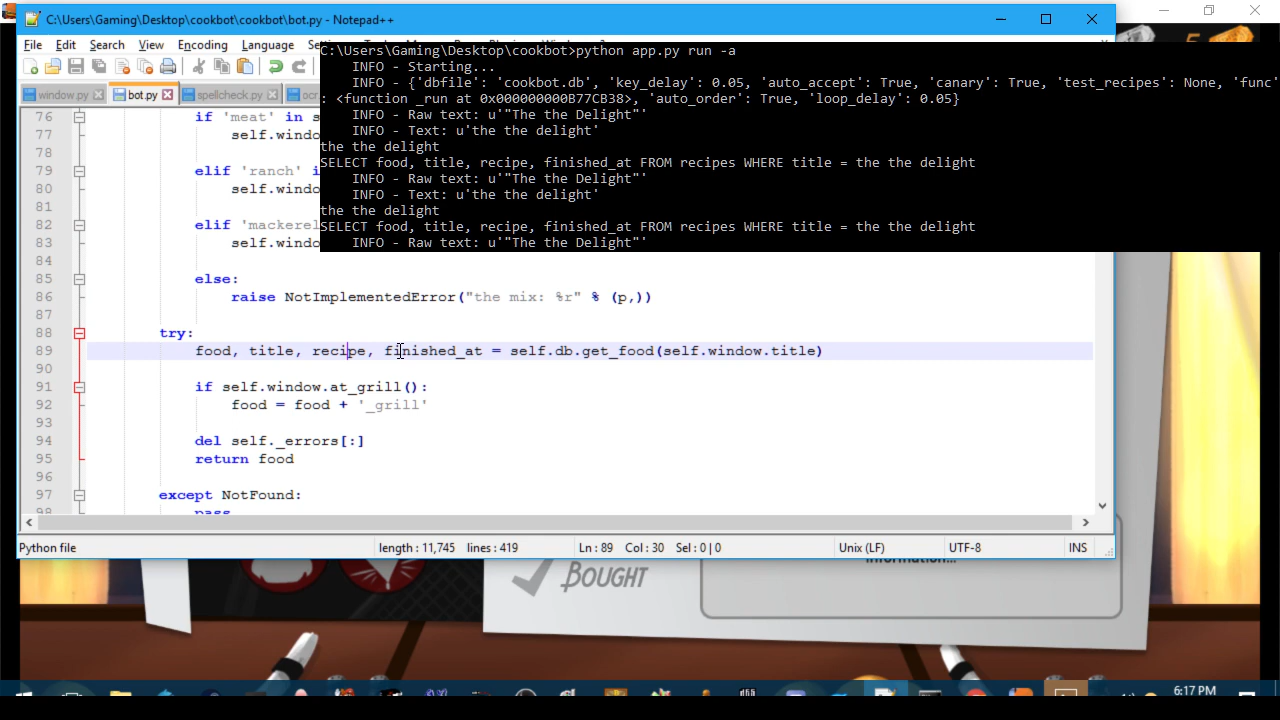 C:\Users\Gaming\Desktop\cookbot\cookbot\bot.py - Notepad++
File Edit Search View Encoding Language
C:\Users\Gaming\Desktop\cookbot>python app.py run -a
INFO - Starting...
INFO - {'dbfile': 'cookbot.db', 'key_delay': 0.05, 'auto_accept': True, 'canary': True, 'test_recipes': None, 'func'
: <function _run at 0x000000000B77CB38>, 'auto_order': True, 'loop_delay': 0.05}
INFO - Raw text: u'"The the Delight"'
INFO - Text: u'the the delight'
the the delight
SELECT food, title, recipe, finished_at FROM recipes WHERE title = the the delight
INFO - Raw text: u'"The the Delight"'
INFO - Text: u'the the delight'
the the delight
SELECT food, title, recipe, finished_at FROM recipes WHERE title = the the delight
INFO - Raw text: u'"The the Delight"'
window.py bot.py spellcheck.py ocr
76 if 'meat' in s
77 self.windo
78
79 elif 'ranch' i
80 self.windo
81
82 elif 'mackerel
83 self.windo
84
85 else:
86 raise NotImplementedError("the mix: %r" % (p,))
87
88 try:
89 food, title, recipe, finished_at = self.db.get_food(self.window.title)
90
91 if self.window.at_grill():
92 food = food + '_grill'
93
94 del self._errors[:]
95 return food
96
97 except NotFound:
98 pass
Python file length : 11,745 lines : 419 Ln : 89 Col : 30 Sel : 0 | 0 Unix (LF) UTF-8 INS
information...
BOUGHT
6:17 PM